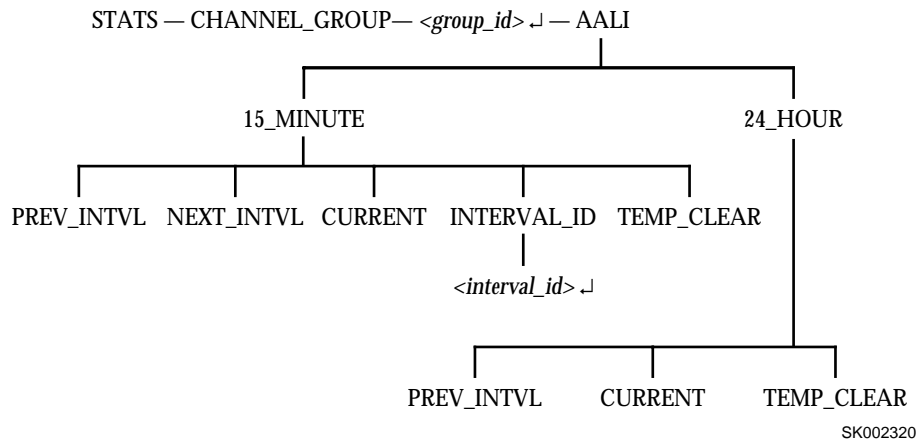 STATS — CHANNEL_GROUP— <group_id> ↵ — AALI
15_MINUTE 24_HOUR
PREV_INTVL NEXT_INTVL CURRENT INTERVAL_ID TEMP_CLEAR
<interval_id> ↵
PREV_INTVL CURRENT TEMP_CLEAR
SK002320